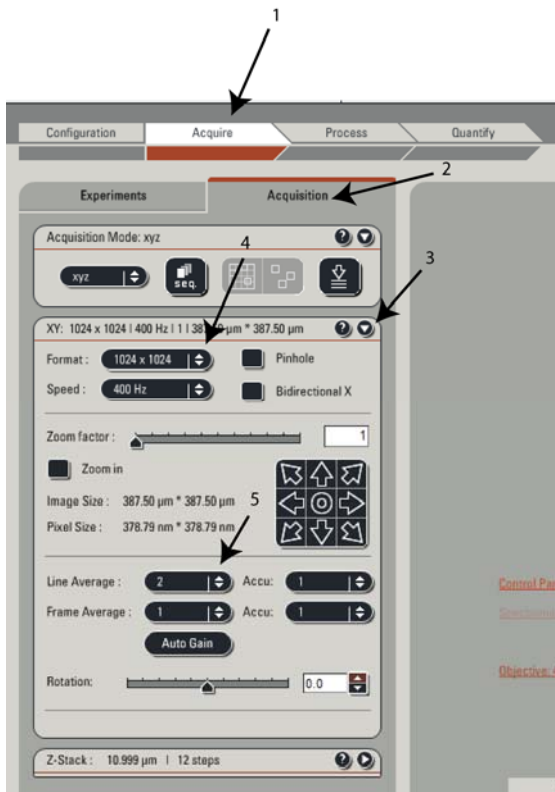 1
Configuration Acquire Process Quantify
2
Experiments Acquisition
Acquisition Mode: xyz
4
3
xyz seq.
XY: 1024 x 1024 | 400 Hz | 1 | 387.50 µm * 387.50 µm
Format : 1024 x 1024 Pinhole
Speed : 400 Hz Bidirectional X
Zoom factor : 1
Zoom in
Image Size : 387.50 µm * 387.50 µm
5
Pixel Size : 378.79 nm * 378.79 nm
Line Average : 2 Accu: 1
Frame Average : 1 Accu: 1
Auto Gain
Rotation: 0.0
Z-Stack : 10.999 µm | 12 steps
Control Pa
Objective: